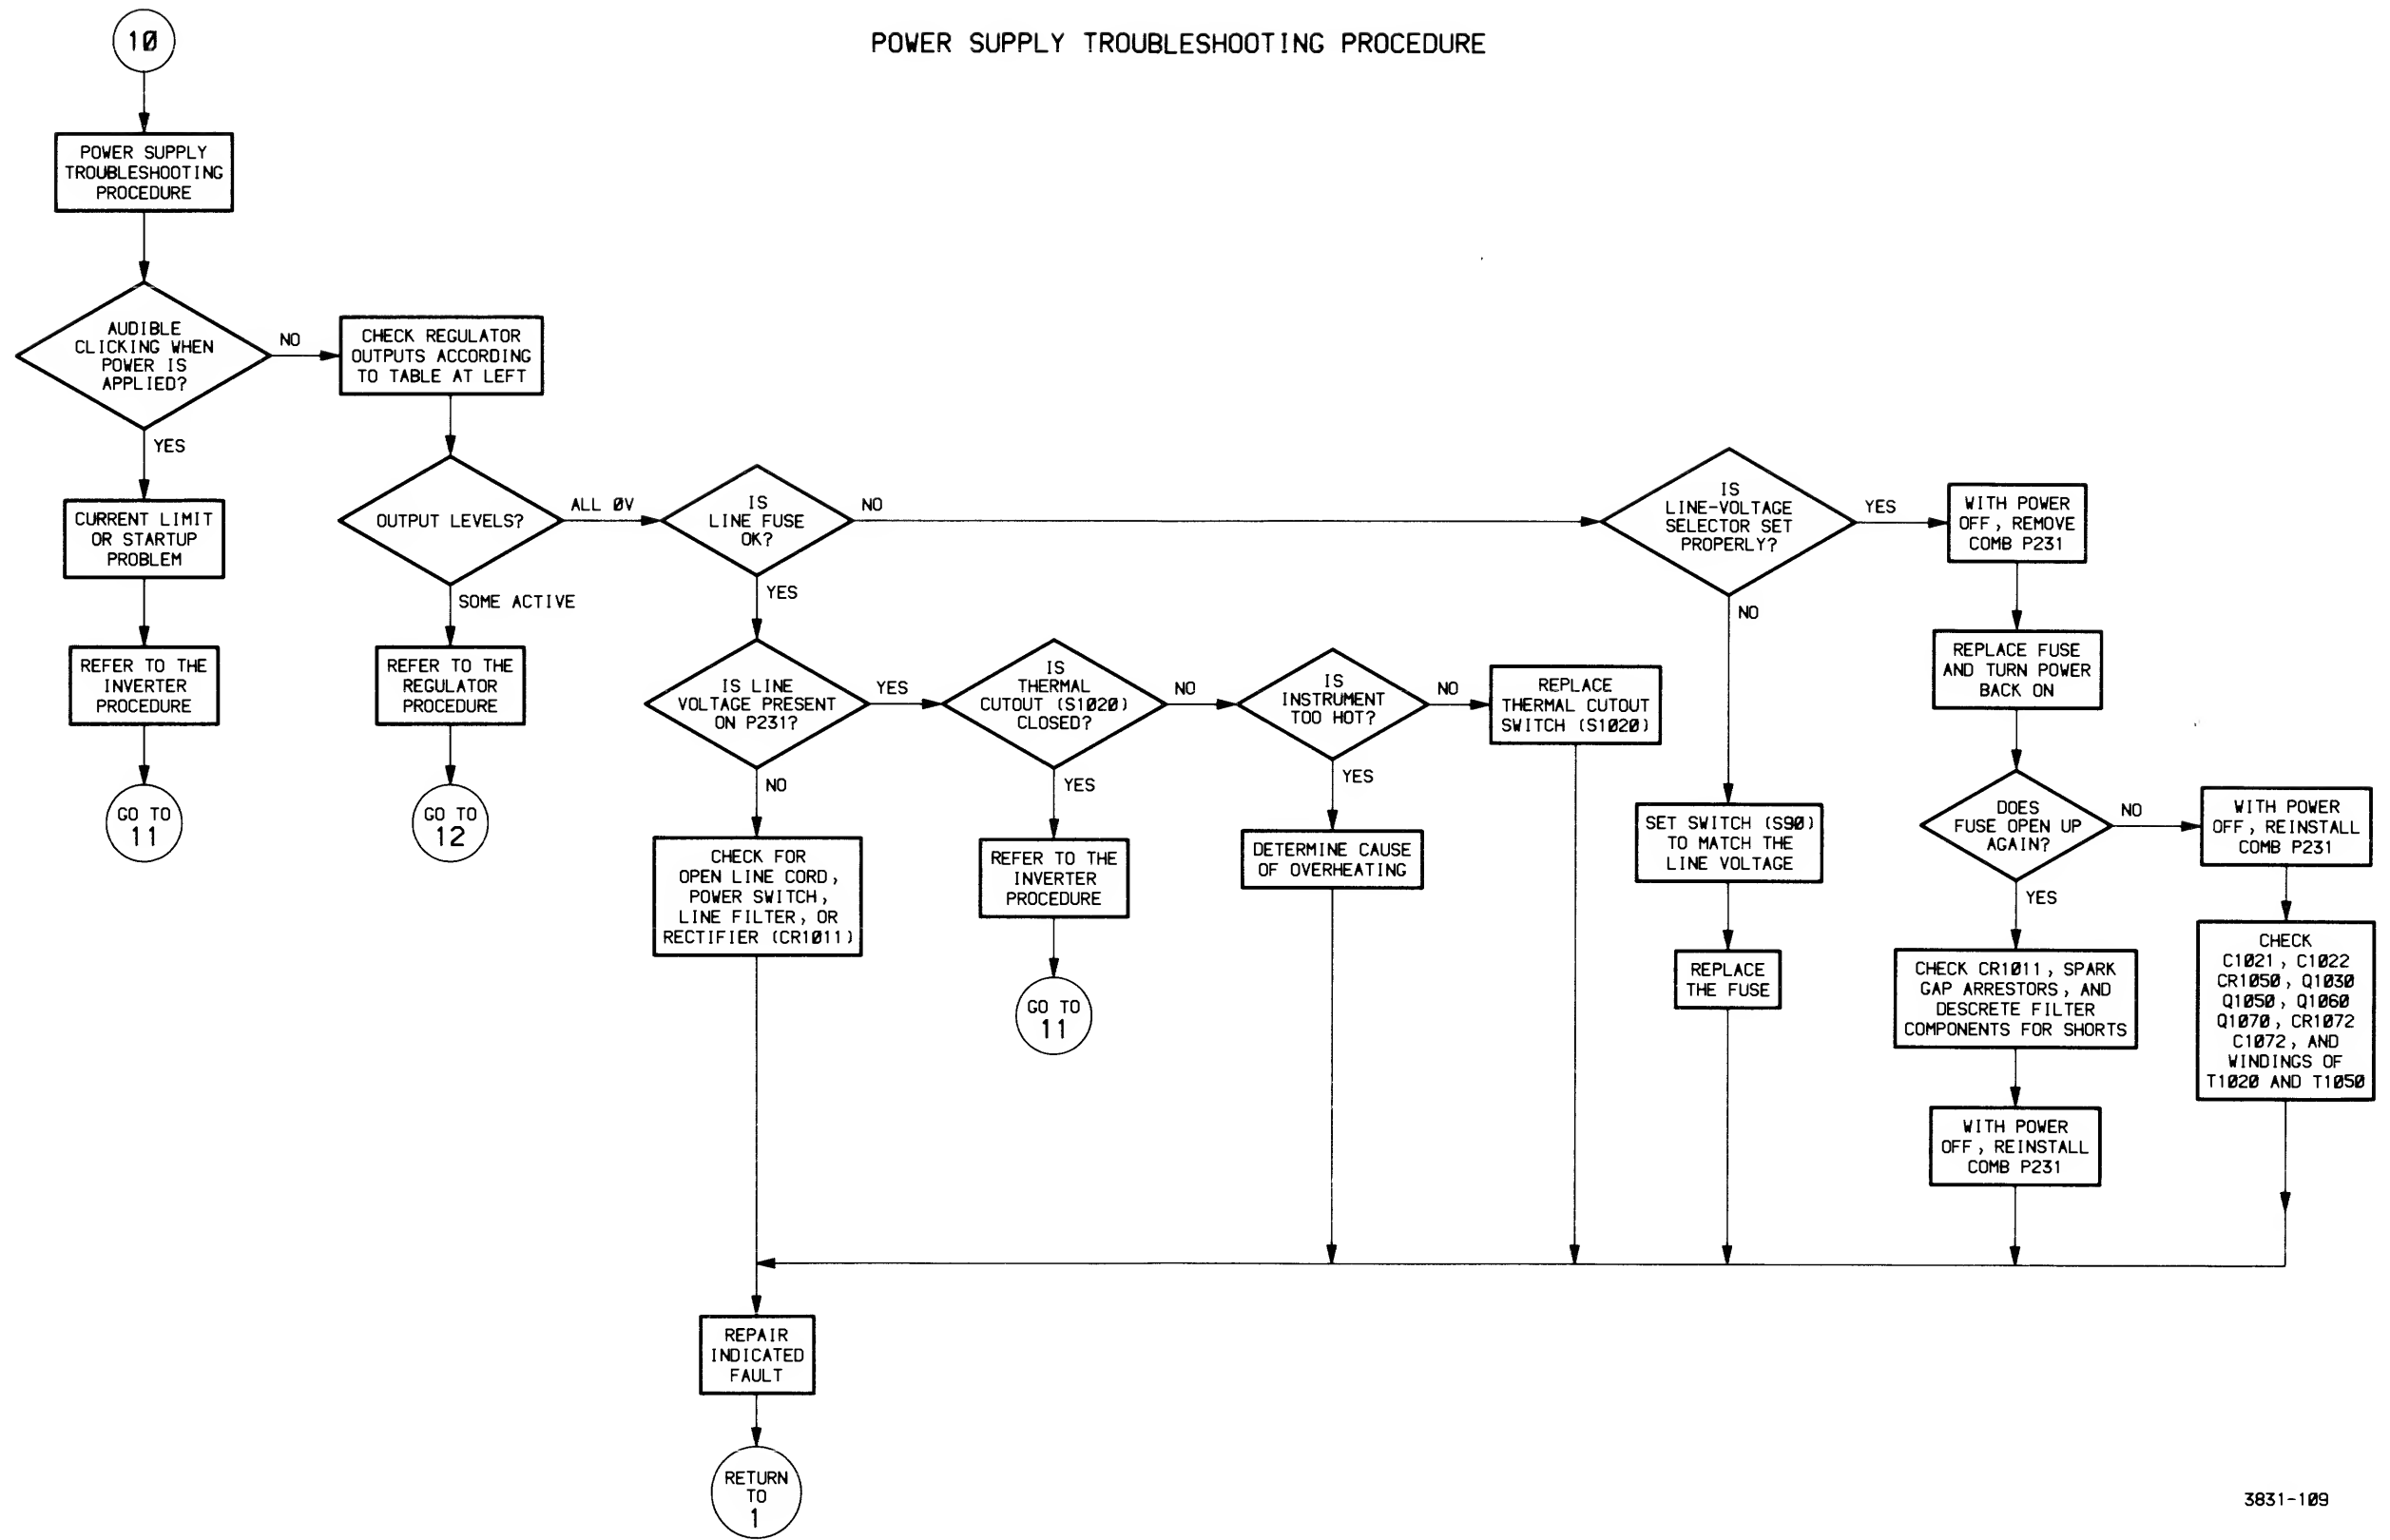 POWER SUPPLY TROUBLESHOOTING PROCEDURE
10
POWER SUPPLY
TROUBLESHOOTING
PROCEDURE
AUDIBLE
CLICKING WHEN
POWER IS
APPLIED?
NO
YES
CURRENT LIMIT
OR STARTUP
PROBLEM
REFER TO THE
INVERTER
PROCEDURE
GO TO
11
CHECK REGULATOR
OUTPUTS ACCORDING
TO TABLE AT LEFT
OUTPUT LEVELS?
ALL 0V
SOME ACTIVE
REFER TO THE
REGULATOR
PROCEDURE
GO TO
12
IS
LINE FUSE
OK?
NO
YES
IS LINE
VOLTAGE PRESENT
ON P231?
YES
NO
CHECK FOR
OPEN LINE CORD,
POWER SWITCH,
LINE FILTER, OR
RECTIFIER (CR1011)
IS
THERMAL
CUTOUT (S1020)
CLOSED?
NO
YES
REFER TO THE
INVERTER
PROCEDURE
GO TO
11
IS
INSTRUMENT
TOO HOT?
NO
YES
DETERMINE CAUSE
OF OVERHEATING
REPLACE
THERMAL CUTOUT
SWITCH (S1020)
IS
LINE-VOLTAGE
SELECTOR SET
PROPERLY?
YES
NO
SET SWITCH (S90)
TO MATCH THE
LINE VOLTAGE
REPLACE
THE FUSE
WITH POWER
OFF, REMOVE
COMB P231
REPLACE FUSE
AND TURN POWER
BACK ON
DOES
FUSE OPEN UP
AGAIN?
NO
YES
CHECK CR1011, SPARK
GAP ARRESTORS, AND
DESCRETE FILTER
COMPONENTS FOR SHORTS
WITH POWER
OFF, REINSTALL
COMB P231
WITH POWER
OFF, REINSTALL
COMB P231
CHECK
C1021, C1022
CR1050, Q1030
Q1050, Q1060
Q1070, CR1072
C1072, AND
WINDINGS OF
T1020 AND T1050
REPAIR
INDICATED
FAULT
RETURN
TO
1
3831-109